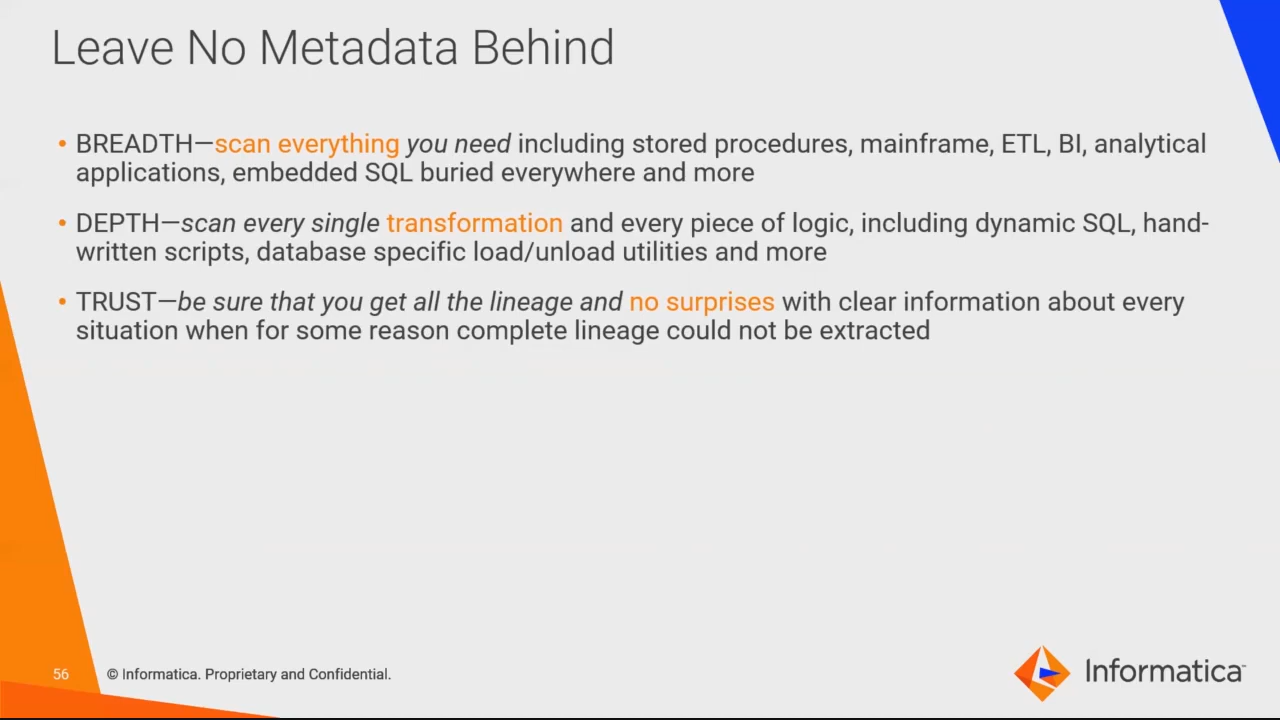 Leave No Metadata Behind
• BREADTH—scan everything you need including stored procedures, mainframe, ETL, BI, analytical
applications, embedded SQL buried everywhere and more
• DEPTH—scan every single transformation and every piece of logic, including dynamic SQL, hand-
written scripts, database specific load/unload utilities and more
• TRUST—be sure that you get all the lineage and no surprises with clear information about every
situation when for some reason complete lineage could not be extracted
56
© Informatica. Proprietary and Confidential.
Informatica™